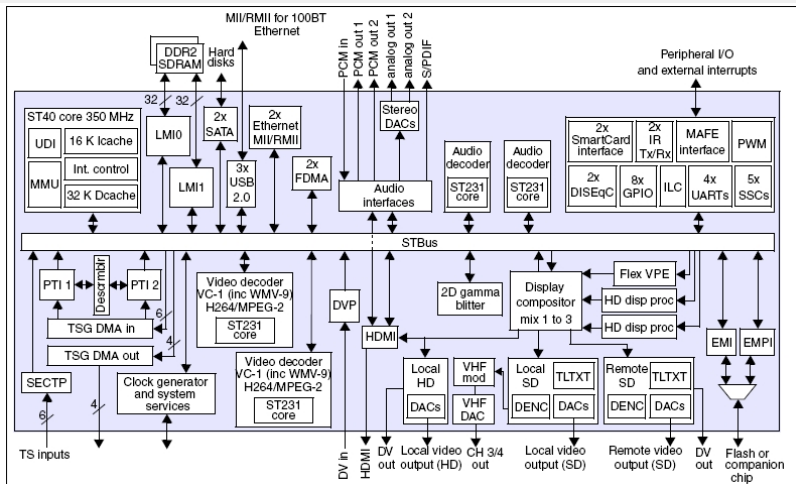 MII/RMII for 100BT
Ethernet
DDR2
SDRAM
Hard
disks
PCM in
PCM out 1
PCM out 2
analog out 1
analog out 2
S/PDIF
Peripheral I/O
and external interrupts
32
32
ST40 core 350 MHz
UDI
16 K Icache
MMU
Int. control
32 K Dcache
LMI0
LMI1
2x
SATA
3x
USB
2.0
2x
Ethernet
MII/RMII
2x
FDMA
Stereo
DACs
Audio
interfaces
Audio
decoder
ST231
core
Audio
decoder
ST231
core
2x
SmartCard
interface
2x
IR
Tx/Rx
MAFE
interface
PWM
2x
DISEqC
8x
GPIO
ILC
4x
UARTs
5x
SSCs
STBus
PTI 1
Descrmblr
PTI 2
6
4
TSG DMA in
TSG DMA out
SECTP
6
4
Clock generator
and system
services
Video decoder
VC-1 (inc WMV-9)
H264/MPEG-2
ST231
core
Video decoder
VC-1 (inc WMV-9)
H264/MPEG-2
ST231
core
DVP
HDMI
2D gamma
blitter
Display
compositor
mix 1 to 3
Flex VPE
HD disp proc
HD disp proc
EMI
EMPI
Local
HD
DACs
VHF
mod
VHF
DAC
Local
SD
TLTXT
DENC
DACs
Remote
SD
TLTXT
DENC
DACs
TS inputs
DV in
HDMI
DV
out
Local video
output (HD)
CH 3/4
out
Local video
output (SD)
Remote video
output (SD)
DV
out
Flash or
companion
chip